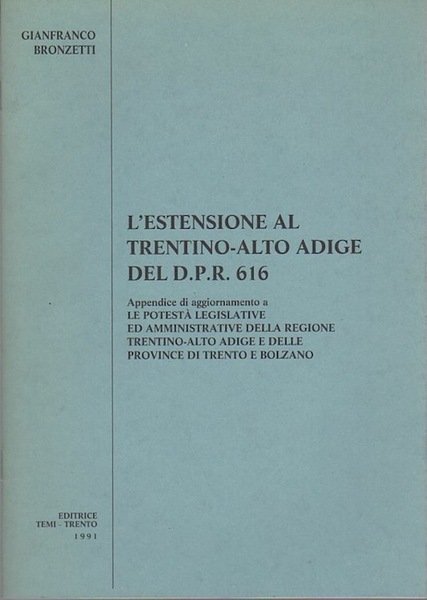 GIANFRANCO
BRONZETTI
L'ESTENSIONE AL
TRENTINO-ALTO ADIGE
DEL D.P.R. 616
Appendice di aggiornamento a
LE POTESTÀ LEGISLATIVE
ED AMMINISTRATIVE DELLA REGIONE
TRENTINO-ALTO ADIGE E DELLE
PROVINCE DI TRENTO E BOLZANO
EDITRICE
TEMI - TRENTO
1991